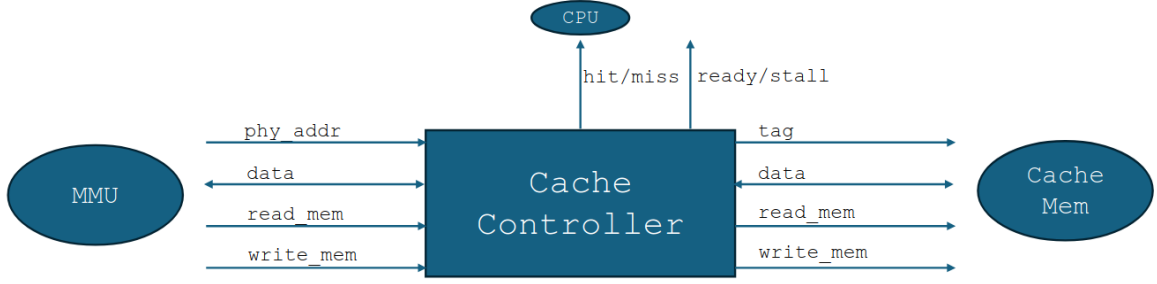 CPU
hit/miss
ready/stall
phy_addr
tag
MMU
data
Cache
Controller
data
Cache
Mem
read_mem
read_mem
write_mem
write_mem